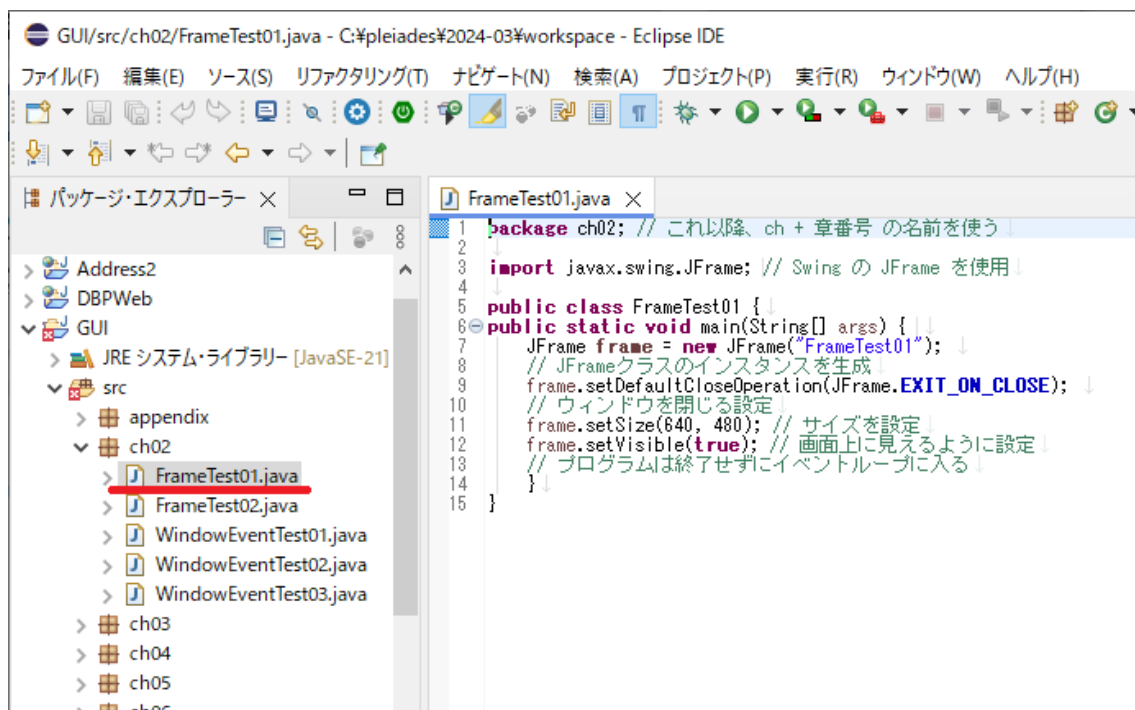 GUI/src/ch02/FrameTest01.java - C:¥pleiades¥2024-03¥workspace - Eclipse IDE
ファイル(F) 編集(E) ソース(S) リファクタリング(T) ナビゲート(N) 検索(A) プロジェクト(P) 実行(R) ウィンドウ(W) ヘルプ(H)
パッケージ・エクスプローラー
Address2
DBPWeb
GUI
JRE システム・ライブラリー [JavaSE-21]
src
appendix
ch02
FrameTest01.java
FrameTest02.java
WindowEventTest01.java
WindowEventTest02.java
WindowEventTest03.java
ch03
ch04
ch05
ch06
FrameTest01.java
1 package ch02; // これ以降、ch + 章番号 の名前を使う
2
3 import javax.swing.JFrame; // Swing の JFrame を使用
4
5 public class FrameTest01 {
6 public static void main(String[] args) {
7 JFrame frame = new JFrame("FrameTest01");
8 // JFrameクラスのインスタンスを生成
9 frame.setDefaultCloseOperation(JFrame.EXIT_ON_CLOSE);
10 // ウィンドウを閉じる設定
11 frame.setSize(640, 480); // サイズを設定
12 frame.setVisible(true); // 画面上に見えるように設定
13 // プログラムは終了せずにイベントループに入る
14 }
15 }